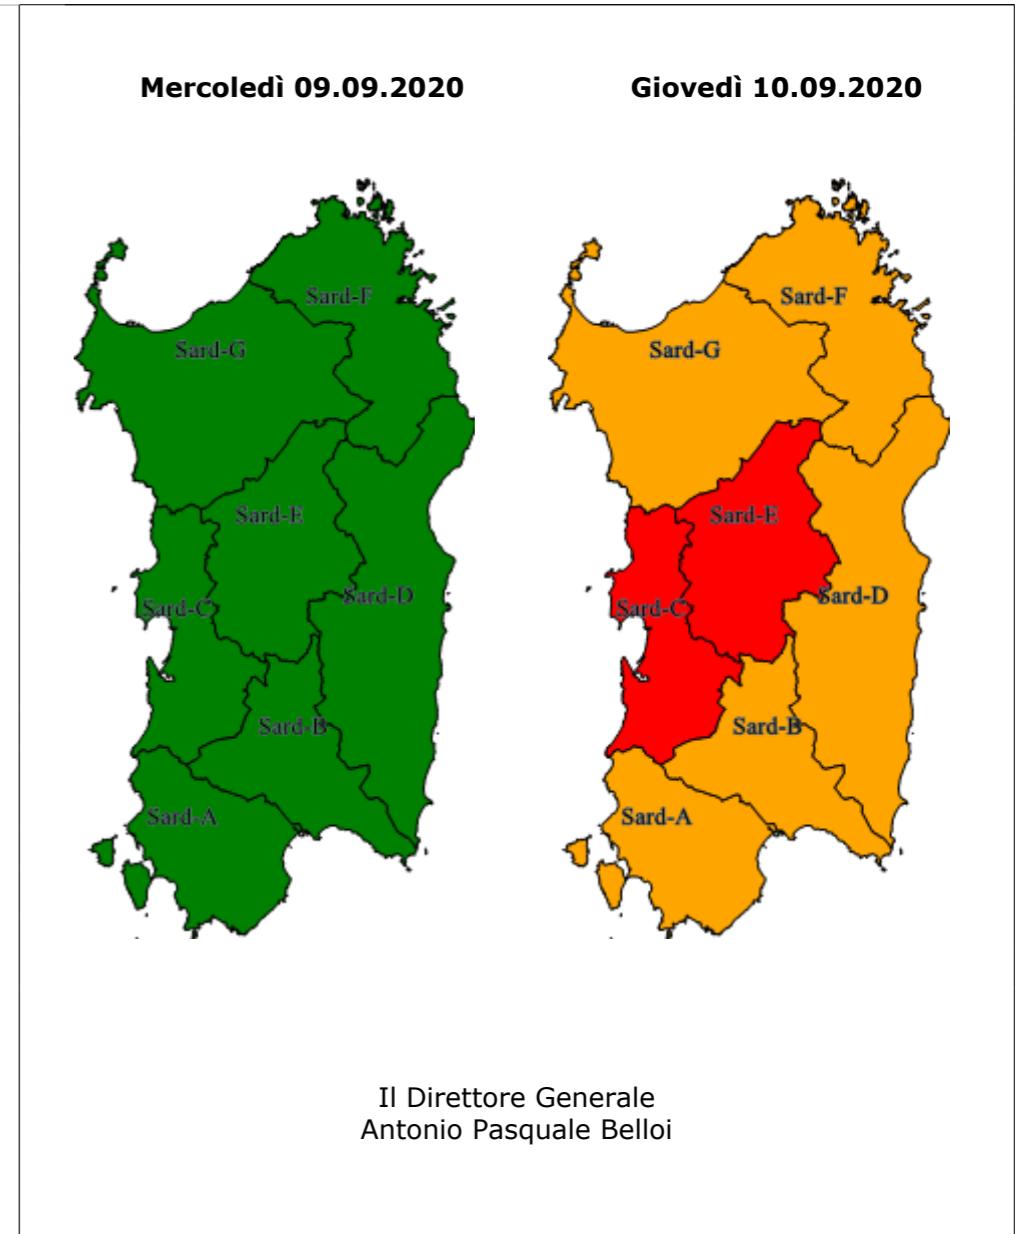 Mercoledì 09.09.2020
Giovedì 10.09.2020
Sard-F
Sard-G
Sard-E
Sard-C
Sard-D
Sard-B
Sard-A
Sard-F
Sard-G
Sard-E
Sard-C
Sard-D
Sard-B
Sard-A
Il Direttore Generale
Antonio Pasquale Belloi